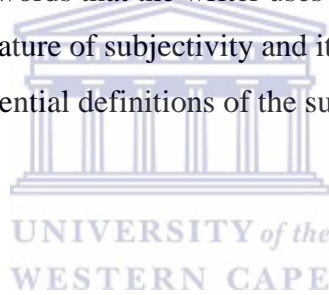 words that the writer uses
ature of subjectivity and it
ential definitions of the su
UNIVERSITY of the
WESTERN CAPE